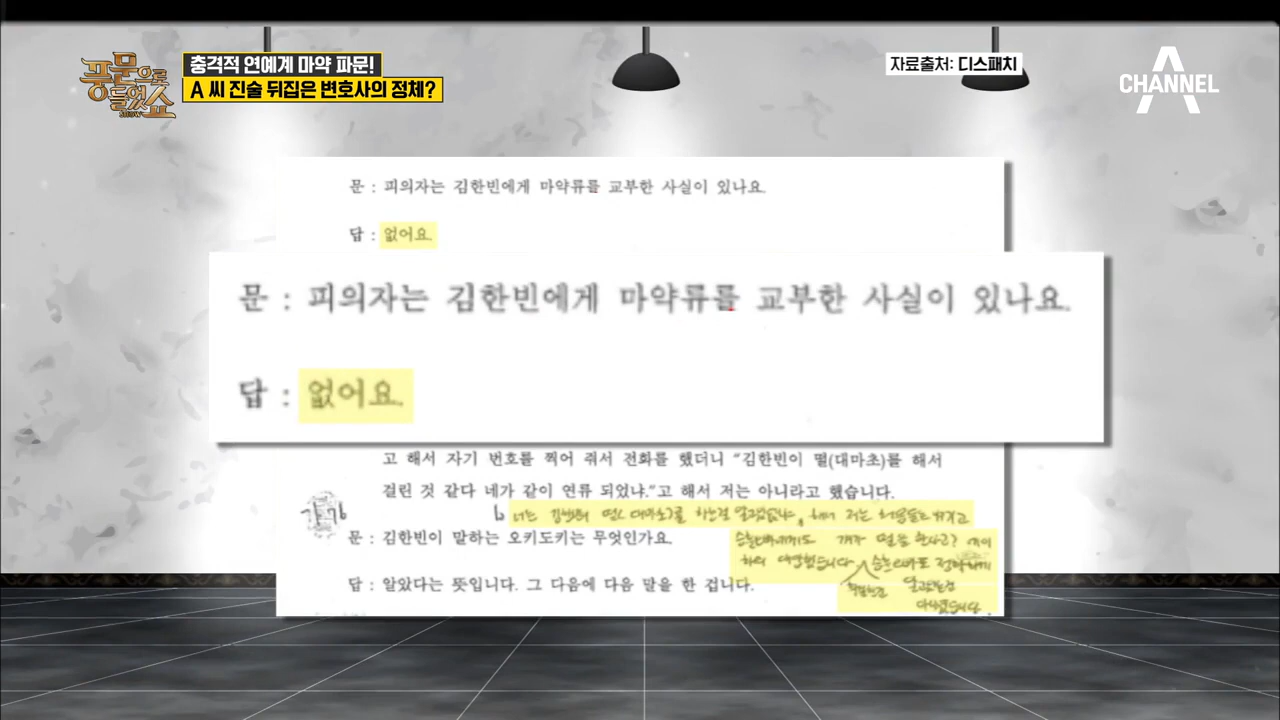 풍문으로
들었쇼
SHOW
충격적 연예계 마약 파문!
A 씨 진술 뒤집은 변호사의 정체?
자료출처: 디스패치
CHANNEL A
문 : 피의자는 김한빈에게 마약류를 교부한 사실이 있나요.
답 : 없어요.
문 : 피의자는 김한빈에게 마약류를 교부한 사실이 있나요.
답 : 없어요.
고 해서 자기 번호를 찍어 줘서 전화를 했더니 “김한빈이 떨(대마초)를 해서
걸린 것 같다 네가 같이 연류 되었냐.”고 해서 저는 아니라고 했습니다.
문 : 김한빈이 말하는 오키도키는 무엇인가요.
답 : 알았다는 뜻입니다. 그 다음에 다음 말을 한 겁니다.